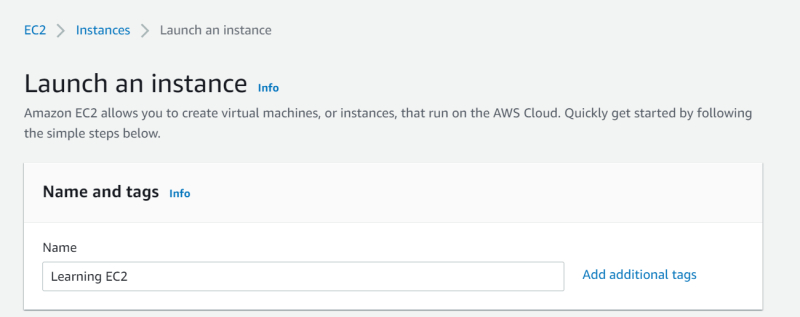 EC2 > Instances > Launch an instance
Launch an instance Info
Amazon EC2 allows you to create virtual machines, or instances, that run on the AWS Cloud. Quickly get started by following
the simple steps below.
Name and tags Info
Name
Learning EC2 Add additional tags